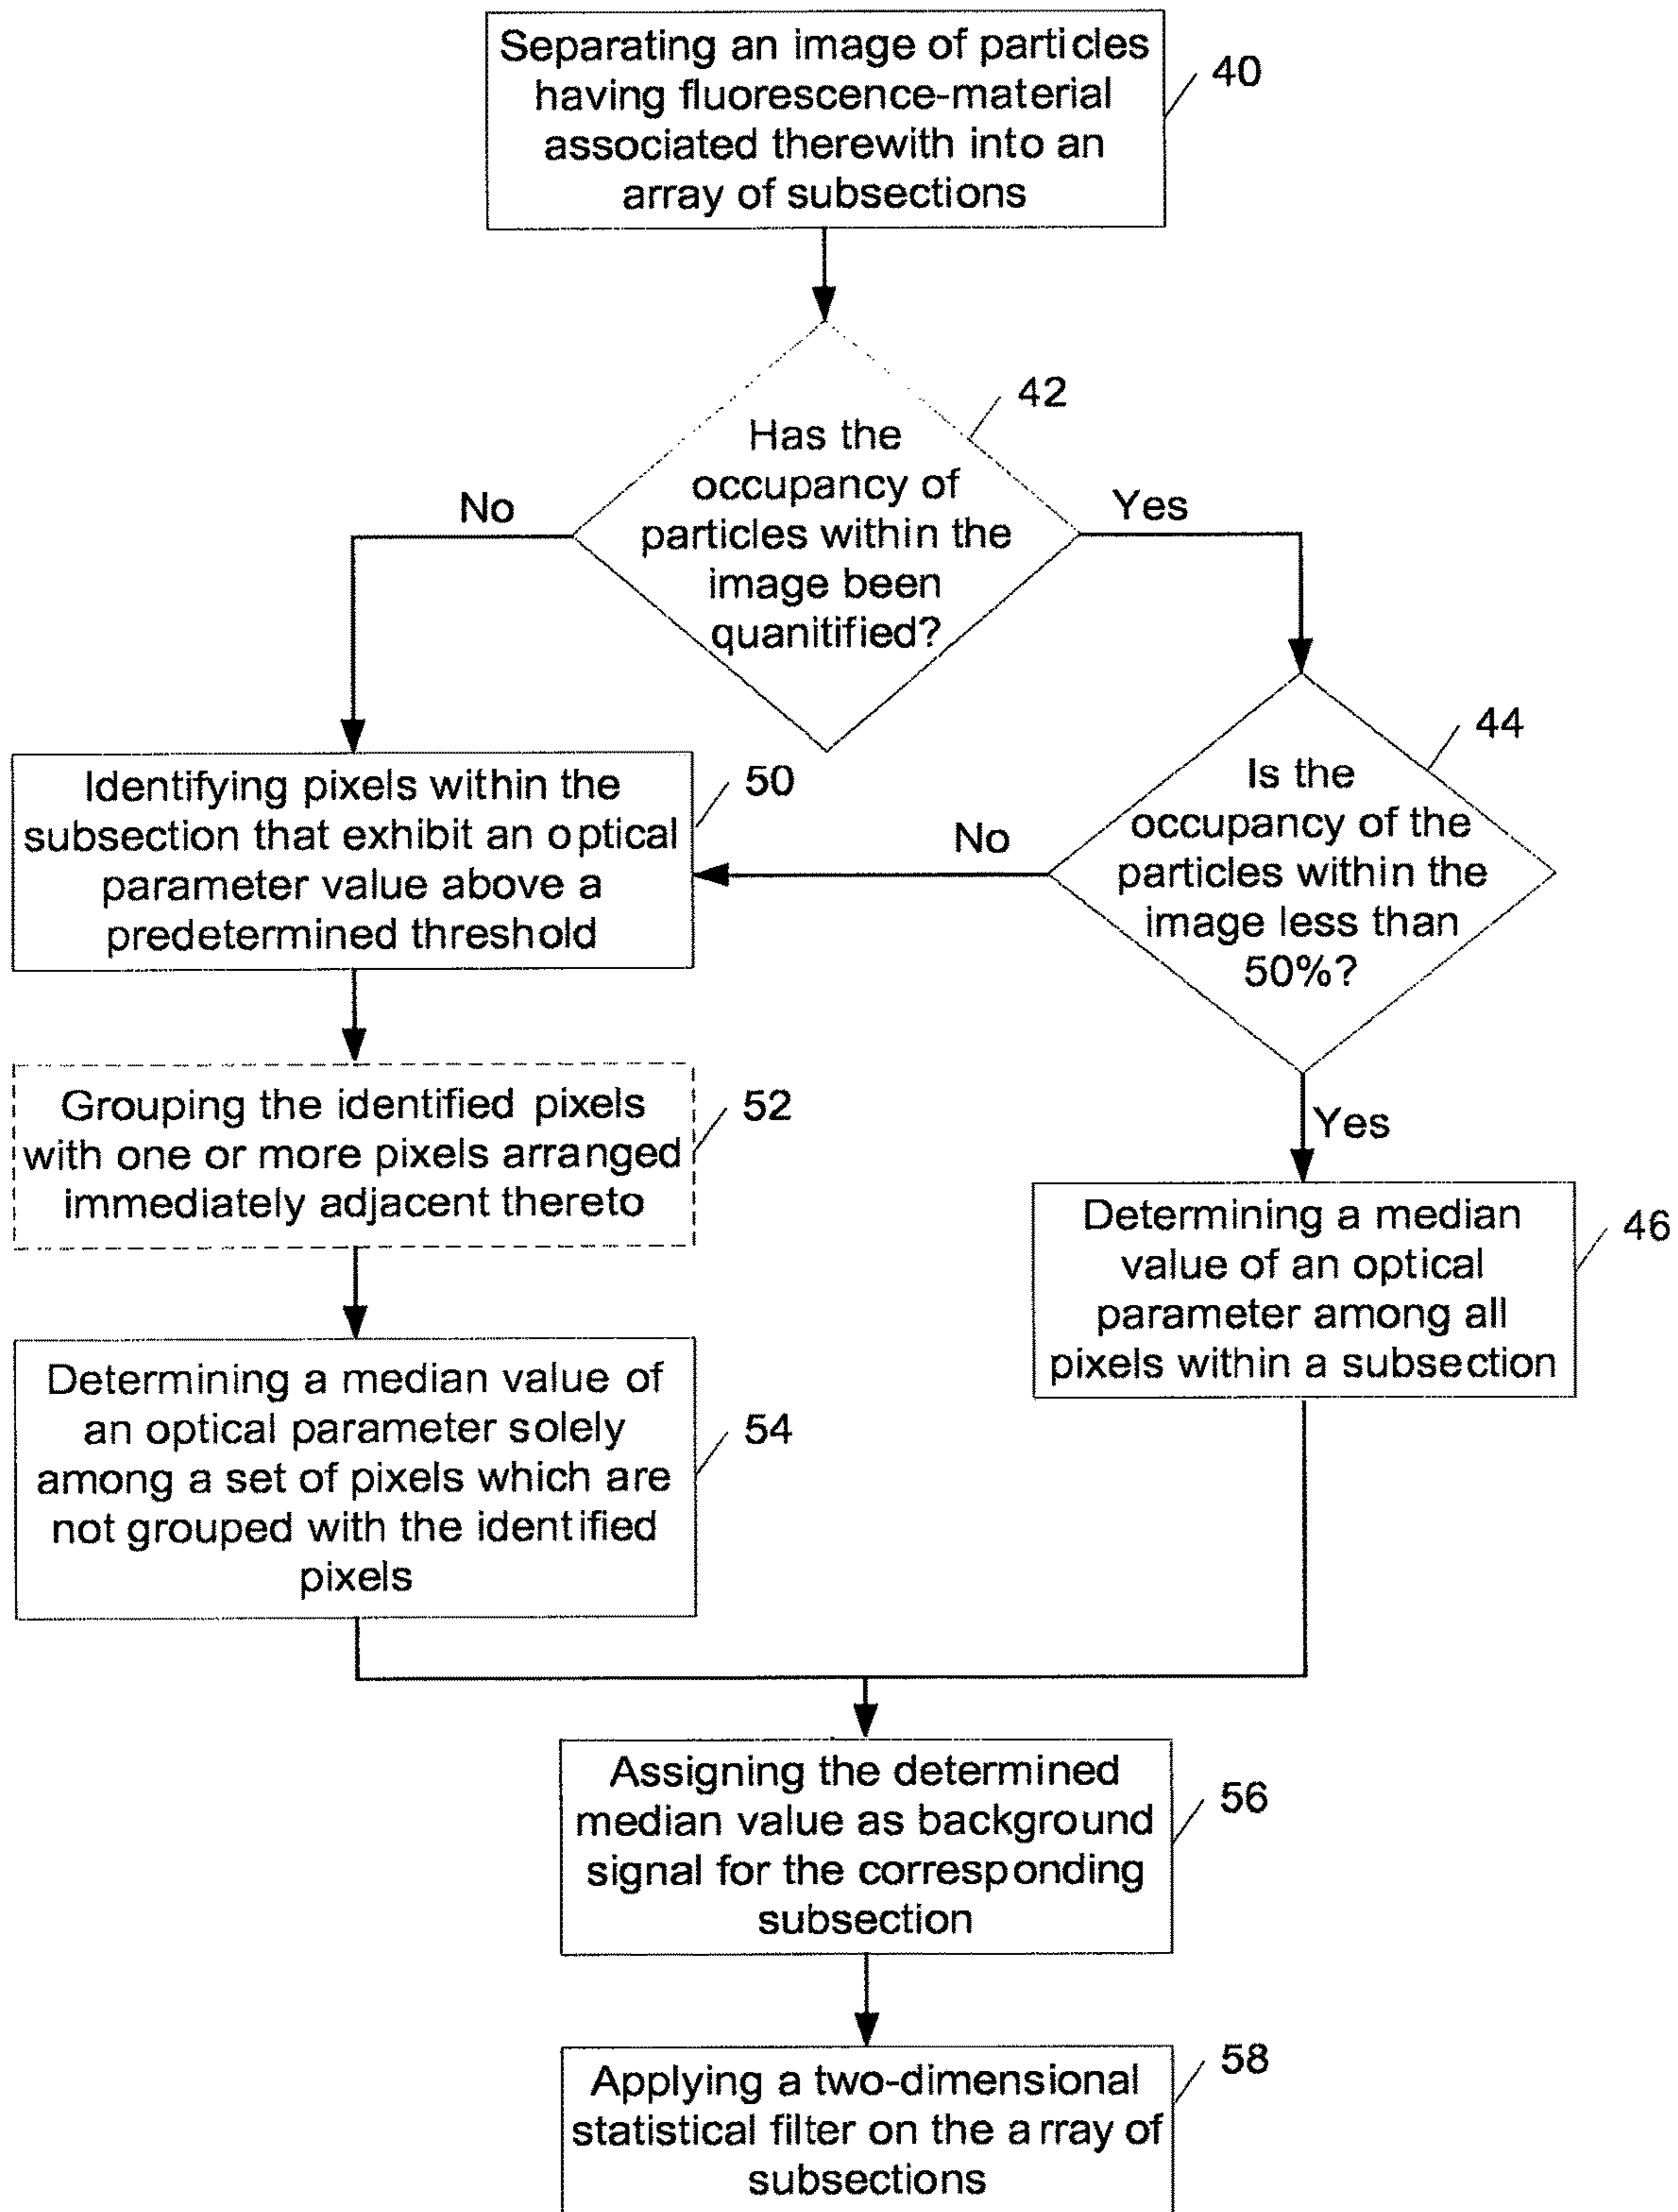 Separating an image of particles
having fluorescence-material
associated therewith into an
array of subsections
40
42
Has the
occupancy of
particles within the
image been
quanitified?
No
Yes
44
Is the
occupancy of the
particles within the
image less than
50%?
No
Yes
50
Identifying pixels within the
subsection that exhibit an optical
parameter value above a
predetermined threshold
52
Grouping the identified pixels
with one or more pixels arranged
immediately adjacent thereto
46
Determining a median
value of an optical
parameter among all
pixels within a subsection
54
Determining a median value of
an optical parameter solely
among a set of pixels which are
not grouped with the identified
pixels
56
Assigning the determined
median value as background
signal for the corresponding
subsection
58
Applying a two-dimensional
statistical filter on the array of
subsections